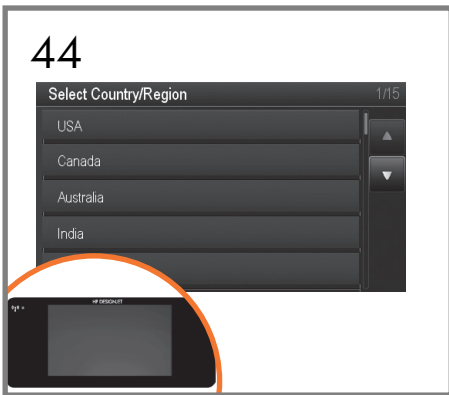 44
Select Country/Region 1/15
USA
Canada
Australia
India
HP DESIGNJET